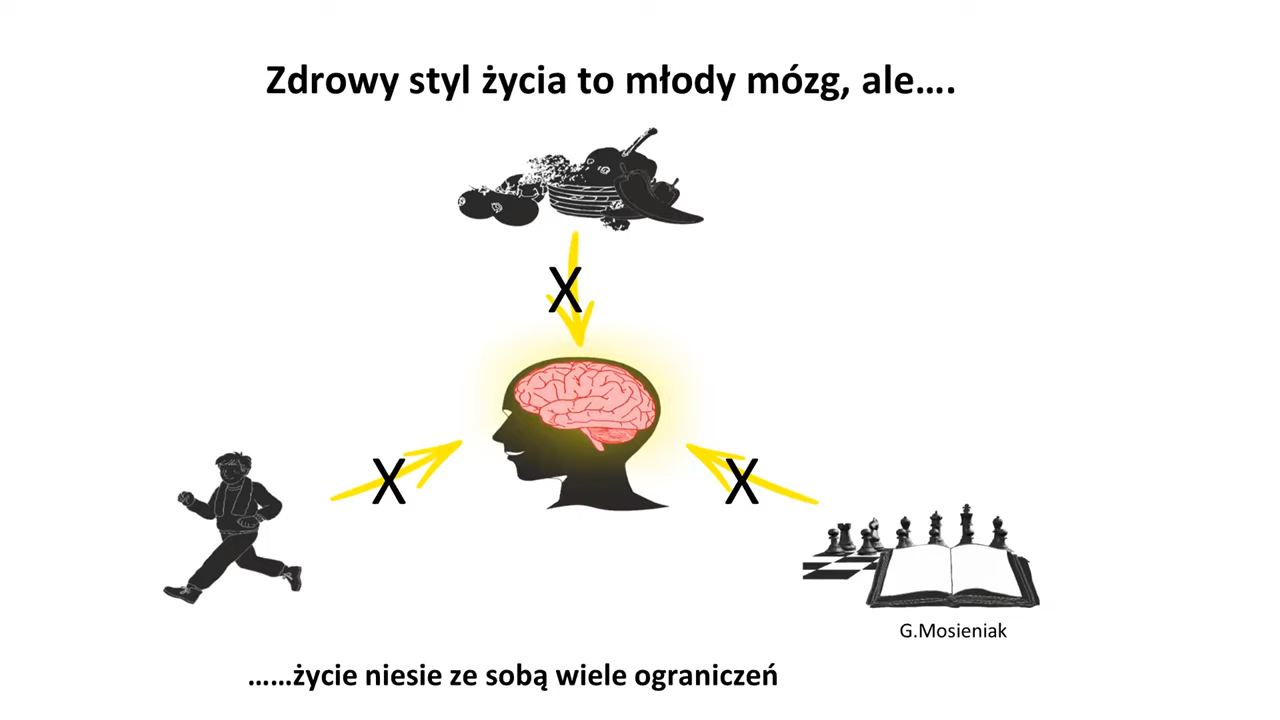 Zdrowy styl życia to młody mózg, ale….
X
X
X
G.Mosieniak
……życie niesie ze sobą wiele ograniczeń